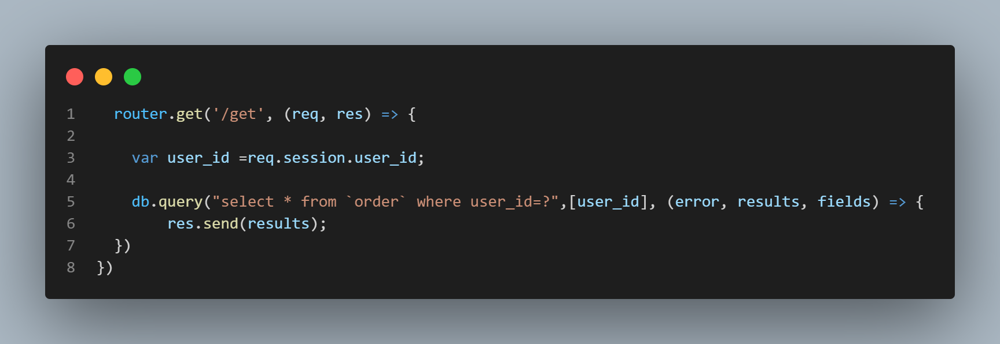 1 router.get('/get', (req, res) => {
2
3 var user_id =req.session.user_id;
4
5 db.query("select * from `order` where user_id=?",[user_id], (error, results, fields) => {
6 res.send(results);
7 })
8 })